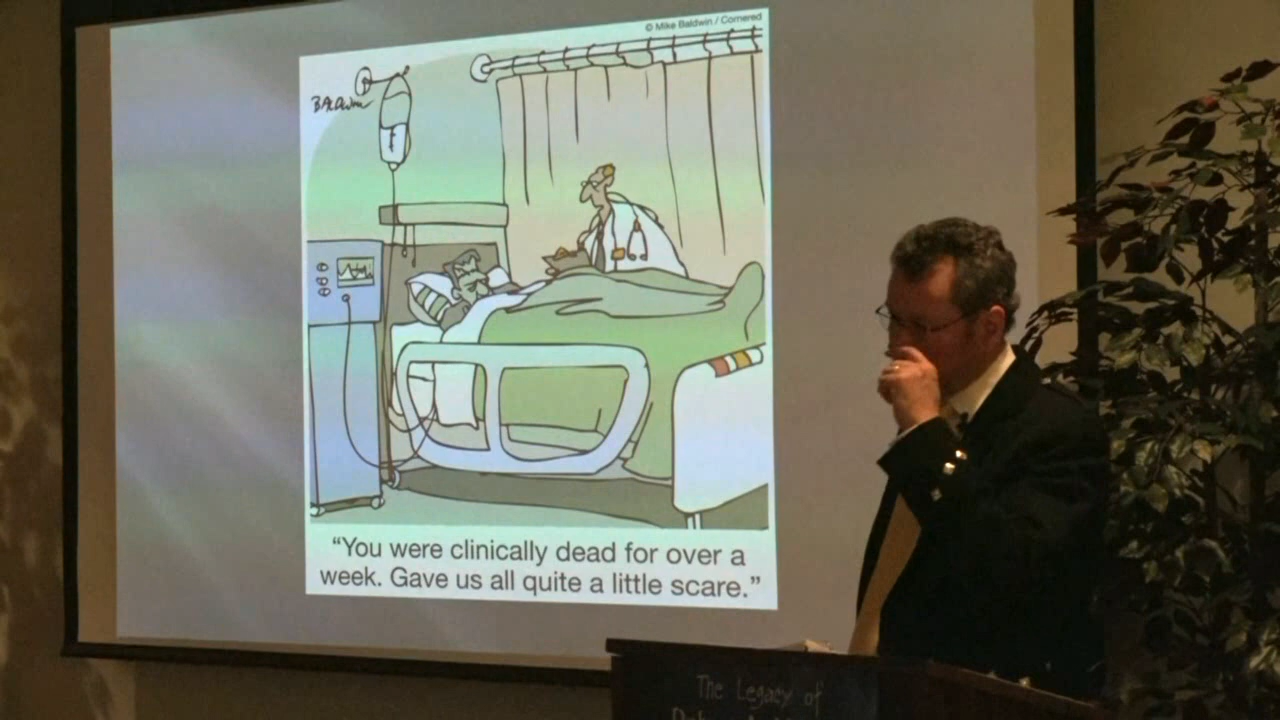 © Mike Baldwin / Cornered
BALDWIN
“You were clinically dead for over a
week. Gave us all quite a little scare.”
The Legacy of